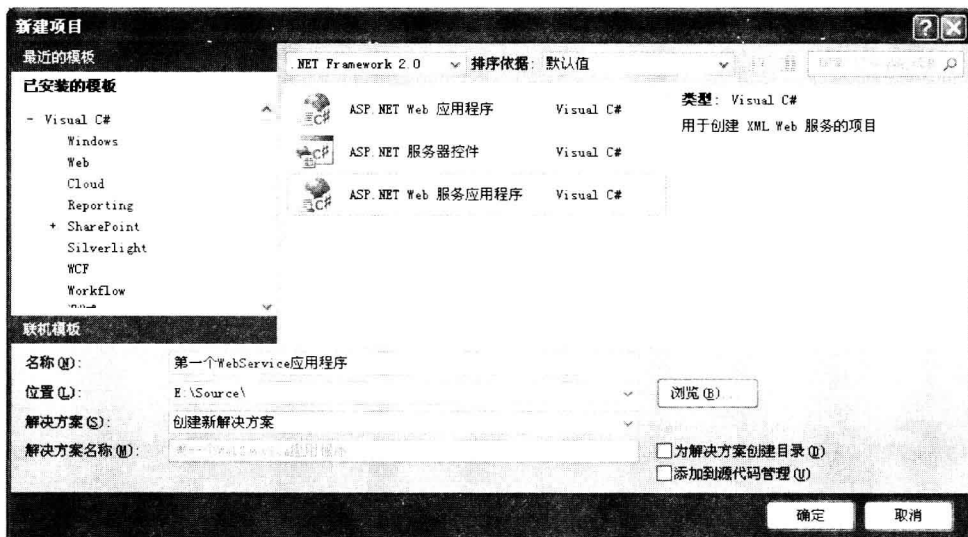 新建项目
最近的模板
.NET Framework 2.0 排序依据: 默认值
已安装的模板
- Visual C#
Windows
Web
Cloud
Reporting
+ SharePoint
Silverlight
WCF
Workflow
ASP.NET Web 应用程序 Visual C#
ASP.NET 服务器控件 Visual C#
ASP.NET Web 服务应用程序 Visual C#
类型: Visual C#
用于创建 XML Web 服务的项目
联机模板
名称(N): 第一个WebService应用程序
位置(L): E:\Source\ 浏览(B)...
解决方案(S): 创建新解决方案
解决方案名称(M):
为解决方案创建目录(D)
添加到源代码管理(U)
确定 取消